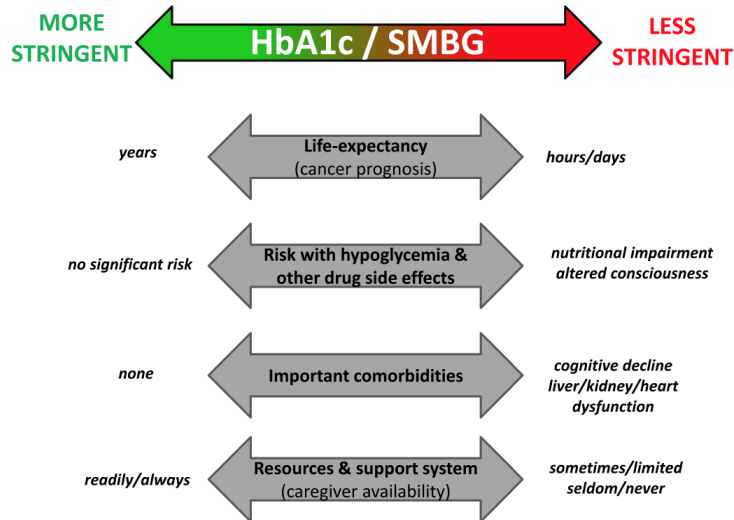 MORE
STRINGENT
HbA1c / SMBG
LESS
STRINGENT
years
Life-expectancy
(cancer prognosis)
hours/days
no significant risk
Risk with hypoglycemia &
other drug side effects
nutritional impairment
altered consciousness
none
Important comorbidities
cognitive decline
liver/kidney/heart
dysfunction
readily/always
Resources & support system
(caregiver availability)
sometimes/limited
seldom/never